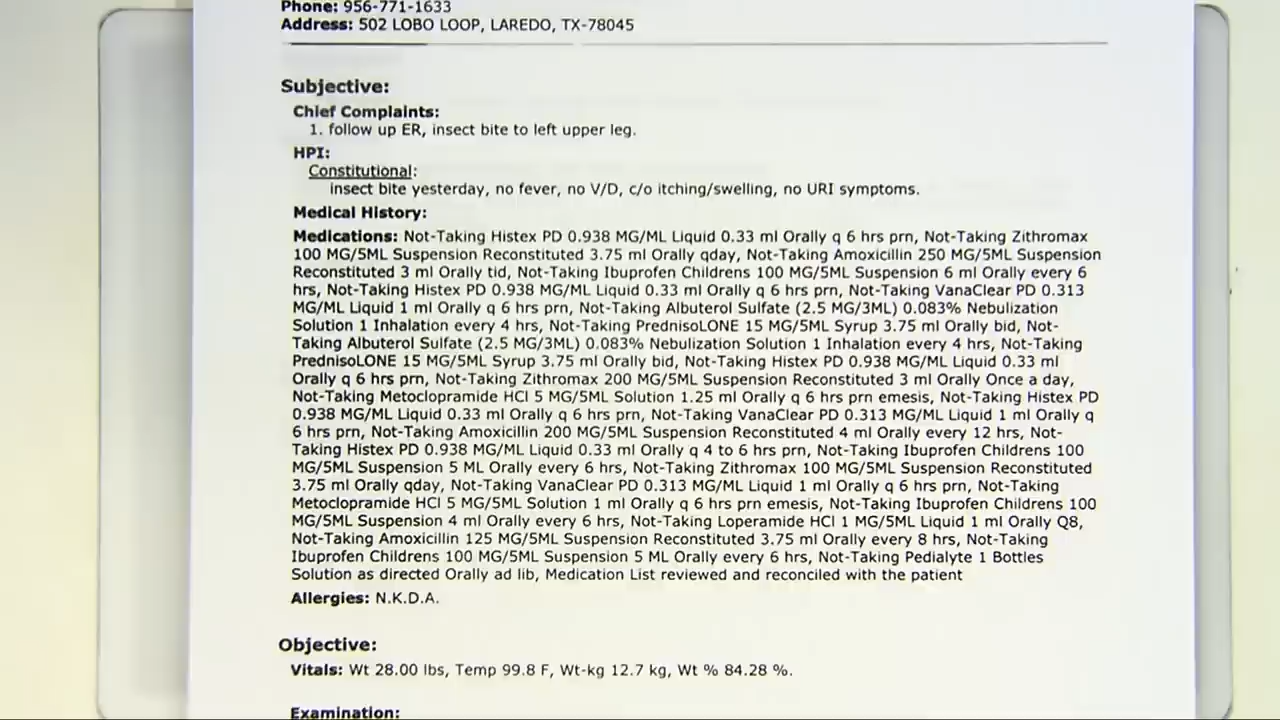 Phone: 956-771-1633
Address: 502 LOBO LOOP, LAREDO, TX-78045
Subjective:
Chief Complaints:
1. follow up ER, insect bite to left upper leg.
HPI:
Constitutional:
insect bite yesterday, no fever, no V/D, c/o itching/swelling, no URI symptoms.
Medical History:
Medications: Not-Taking Histex PD 0.938 MG/ML Liquid 0.33 ml Orally q 6 hrs prn, Not-Taking Zithromax
100 MG/5ML Suspension Reconstituted 3.75 ml Orally qday, Not-Taking Amoxicillin 250 MG/5ML Suspension
Reconstituted 3 ml Orally tid, Not-Taking Ibuprofen Childrens 100 MG/5ML Suspension 6 ml Orally every 6
hrs, Not-Taking Histex PD 0.938 MG/ML Liquid 0.33 ml Orally q 6 hrs prn, Not-Taking VanaClear PD 0.313
MG/ML Liquid 1 ml Orally q 6 hrs prn, Not-Taking Albuterol Sulfate (2.5 MG/3ML) 0.083% Nebulization
Solution 1 Inhalation every 4 hrs, Not-Taking PrednisoLONE 15 MG/5ML Syrup 3.75 ml Orally bid, Not-
Taking Albuterol Sulfate (2.5 MG/3ML) 0.083% Nebulization Solution 1 Inhalation every 4 hrs, Not-Taking
PrednisoLONE 15 MG/5ML Syrup 3.75 ml Orally bid, Not-Taking Histex PD 0.938 MG/ML Liquid 0.33 ml
Orally q 6 hrs prn, Not-Taking Zithromax 200 MG/5ML Suspension Reconstituted 3 ml Orally Once a day,
Not-Taking Metoclopramide HCl 5 MG/5ML Solution 1.25 ml Orally q 6 hrs prn emesis, Not-Taking Histex PD
0.938 MG/ML Liquid 0.33 ml Orally q 6 hrs prn, Not-Taking VanaClear PD 0.313 MG/ML Liquid 1 ml Orally q
6 hrs prn, Not-Taking Amoxicillin 200 MG/5ML Suspension Reconstituted 4 ml Orally every 12 hrs, Not-
Taking Histex PD 0.938 MG/ML Liquid 0.33 ml Orally q 4 to 6 hrs prn, Not-Taking Ibuprofen Childrens 100
MG/5ML Suspension 5 ML Orally every 6 hrs, Not-Taking Zithromax 100 MG/5ML Suspension Reconstituted
3.75 ml Orally qday, Not-Taking VanaClear PD 0.313 MG/ML Liquid 1 ml Orally q 6 hrs prn, Not-Taking
Metoclopramide HCl 5 MG/5ML Solution 1 ml Orally q 6 hrs prn emesis, Not-Taking Ibuprofen Childrens 100
MG/5ML Suspension 4 ml Orally every 6 hrs, Not-Taking Loperamide HCl 1 MG/5ML Liquid 1 ml Orally Q8,
Not-Taking Amoxicillin 125 MG/5ML Suspension Reconstituted 3.75 ml Orally every 8 hrs, Not-Taking
Ibuprofen Childrens 100 MG/5ML Suspension 5 ML Orally every 6 hrs, Not-Taking Pedialyte 1 Bottles
Solution as directed Orally ad lib, Medication List reviewed and reconciled with the patient
Allergies: N.K.D.A.
Objective:
Vitals: Wt 28.00 lbs, Temp 99.8 F, Wt-kg 12.7 kg, Wt % 84.28 %.
Examination: